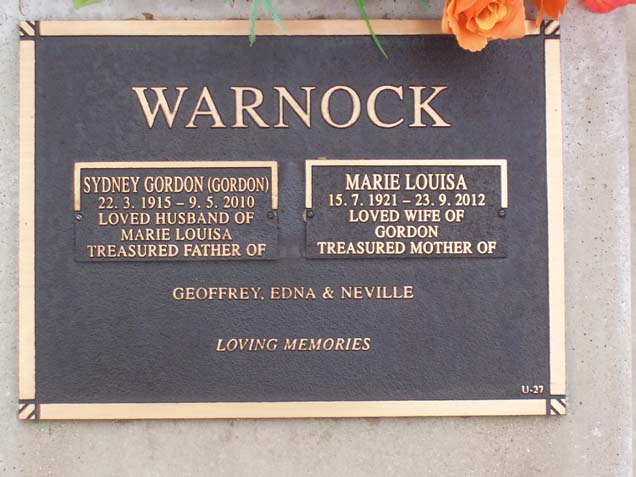 WARNOCK
SYDNEY GORDON (GORDON)
22. 3. 1915 – 9. 5. 2010
LOVED HUSBAND OF
MARIE LOUISA
TREASURED FATHER OF
MARIE LOUISA
15. 7. 1921 – 23. 9. 2012
LOVED WIFE OF
GORDON
TREASURED MOTHER OF
GEOFFREY, EDNA & NEVILLE
LOVING MEMORIES
U-27